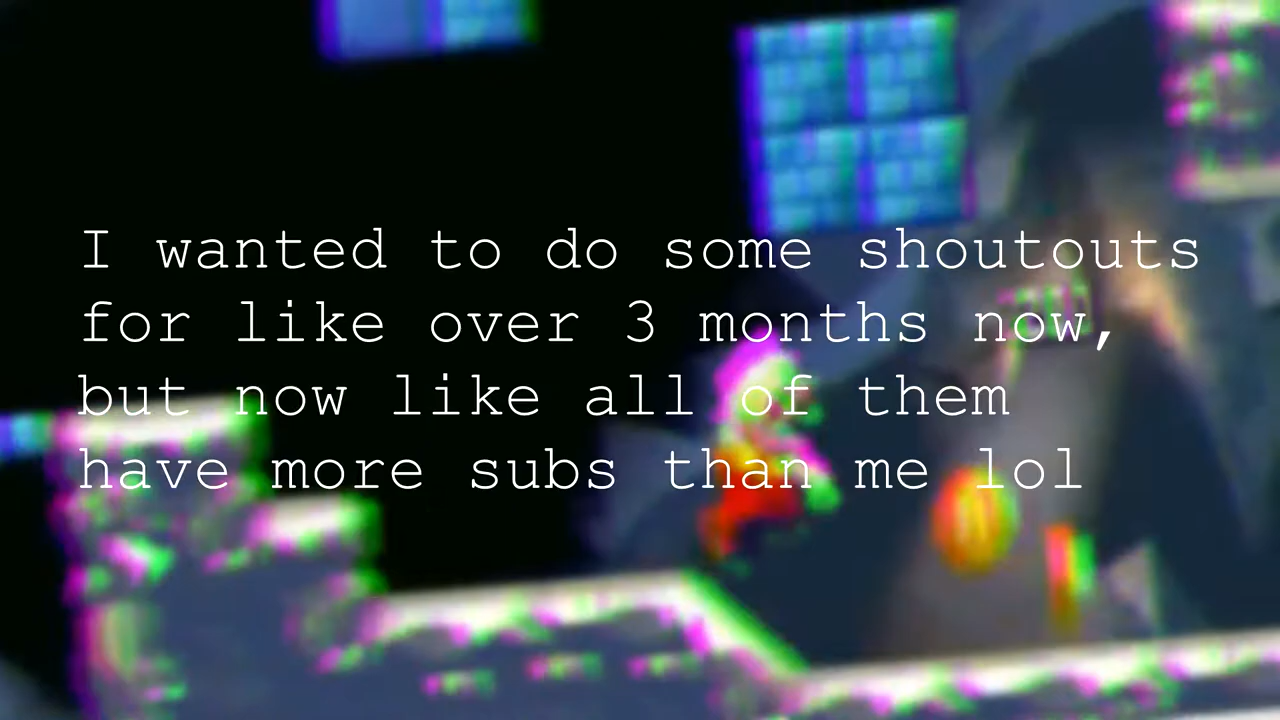 I wanted to do some shoutouts
for like over 3 months now,
but now like all of them
have more subs than me lol